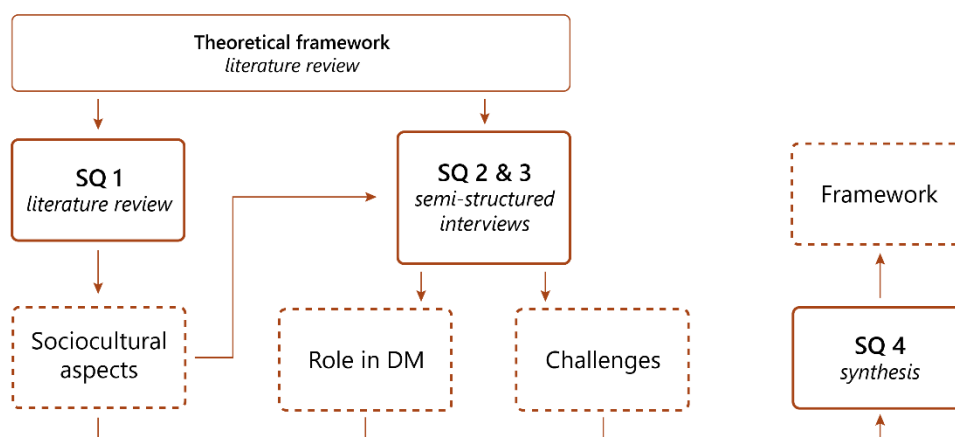 Theoretical framework
literature review
SQ 1
literature review
SQ 2 & 3
semi-structured
interviews
Framework
Sociocultural
aspects
Role in DM
Challenges
SQ 4
synthesis